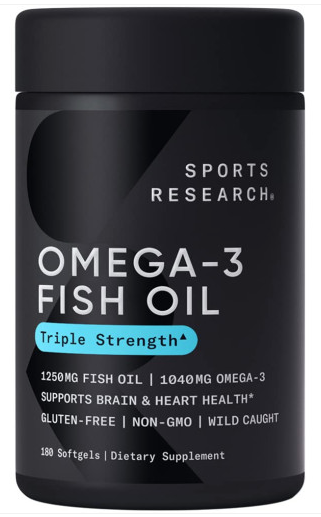 SPORTS
RESEARCH®
OMEGA-3
FISH OIL
Triple Strength▲
1250MG FISH OIL | 1040MG OMEGA-3
SUPPORTS BRAIN & HEART HEALTH*
GLUTEN-FREE | NON-GMO | WILD CAUGHT
180 Softgels | Dietary Supplement